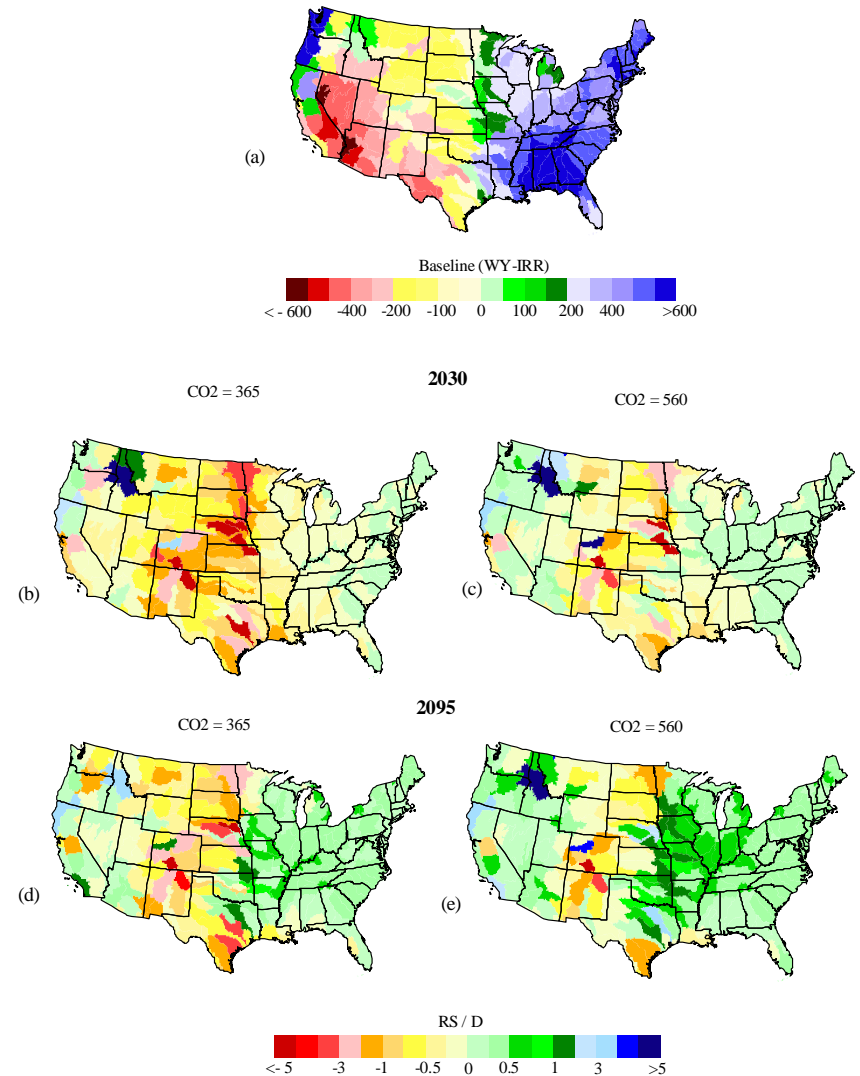 (a)
Baseline (WY-IRR)
< - 600 -400 -200 -100 0 100 200 400 >600
2030
CO2 = 365 CO2 = 560
(b) (c)
2095
CO2 = 365 CO2 = 560
(d) (e)
RS / D
<- 5 -3 -1 -0.5 0 0.5 1 3 >5